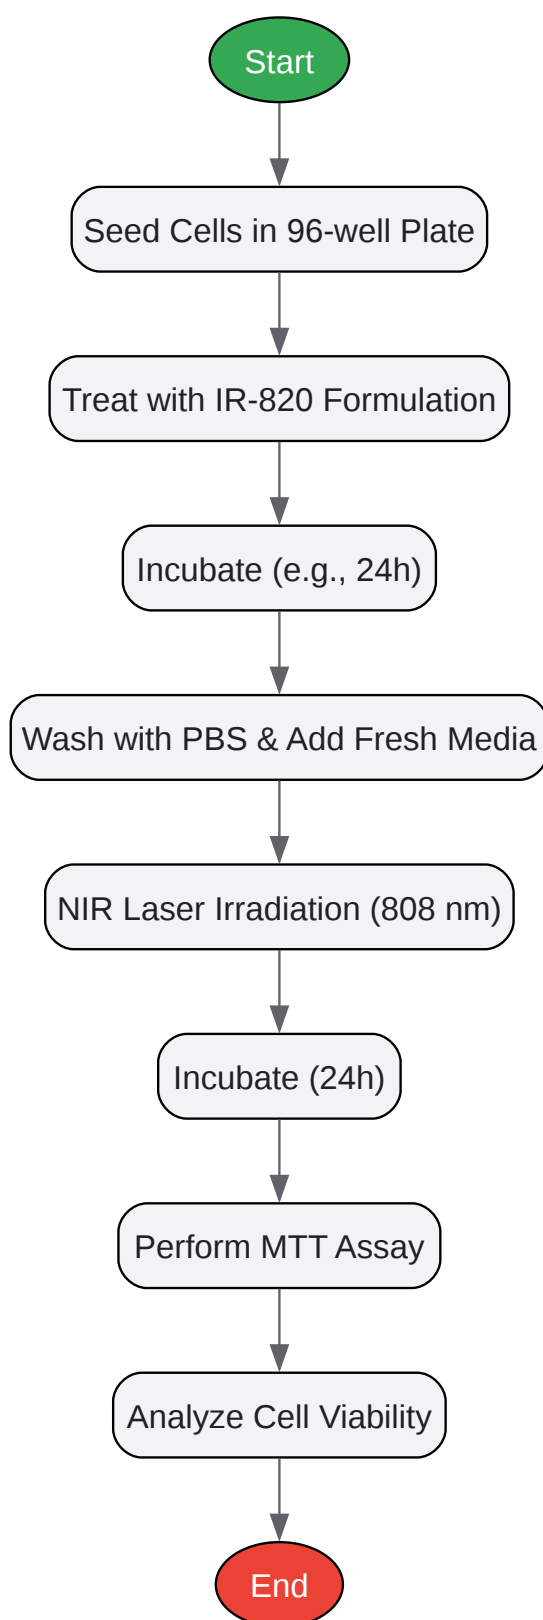 Start
Seed Cells in 96-well Plate
Treat with IR-820 Formulation
Incubate (e.g., 24h)
Wash with PBS & Add Fresh Media
NIR Laser Irradiation (808 nm)
Incubate (24h)
Perform MTT Assay
Analyze Cell Viability
End